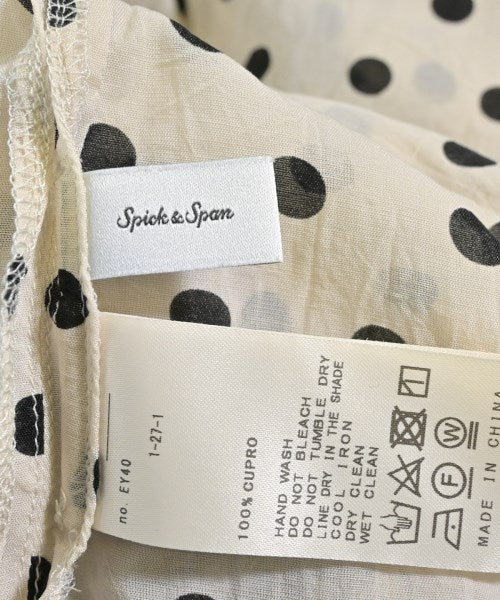 Spick & Span
no. EY40
1-27-1
100% CUPRO
HAND WASH
DO NOT BLEACH
DO NOT TUMBLE DRY
LINE DRY IN THE SHADE
COOL IRON
DRY CLEAN
WET CLEAN
F
W
MADE IN CHINA